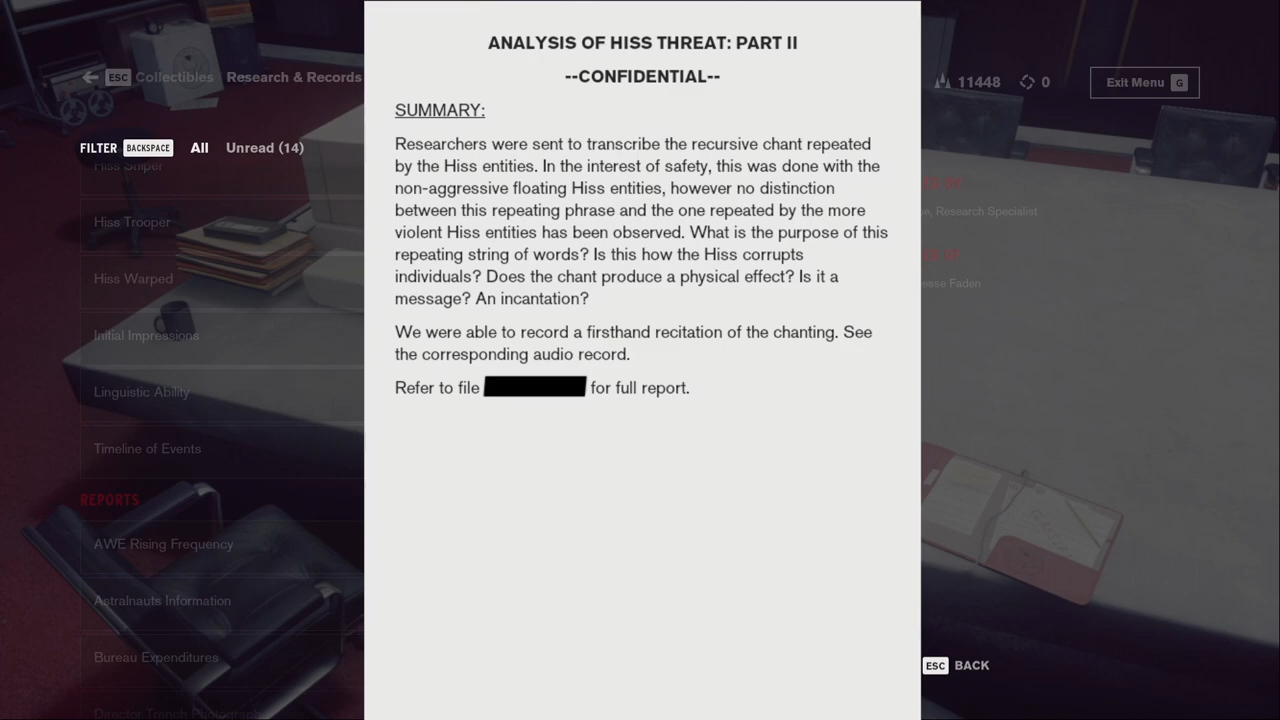 ANALYSIS OF HISS THREAT: PART II
--CONFIDENTIAL--
SUMMARY:
Researchers were sent to transcribe the recursive chant repeated
by the Hiss entities. In the interest of safety, this was done with the
non-aggressive floating Hiss entities, however no distinction
between this repeating phrase and the one repeated by the more
violent Hiss entities has been observed. What is the purpose of this
repeating string of words? Is this how the Hiss corrupts
individuals? Does the chant produce a physical effect? Is it a
message? An incantation?
We were able to record a firsthand recitation of the chanting. See
the corresponding audio record.
Refer to file for full report.
ESC Collectibles Research & Records
FILTER BACKSPACE All Unread (14)
Hiss Sniper
Hiss Trooper
Hiss Warped
Initial Impressions
Linguistic Ability
Timeline of Events
REPORTS
AWE Rising Frequency
Astralnauts Information
Bureau Expenditures
Director Trench
11448 0 Exit Menu G
Research Specialist
Faden
ESC BACK